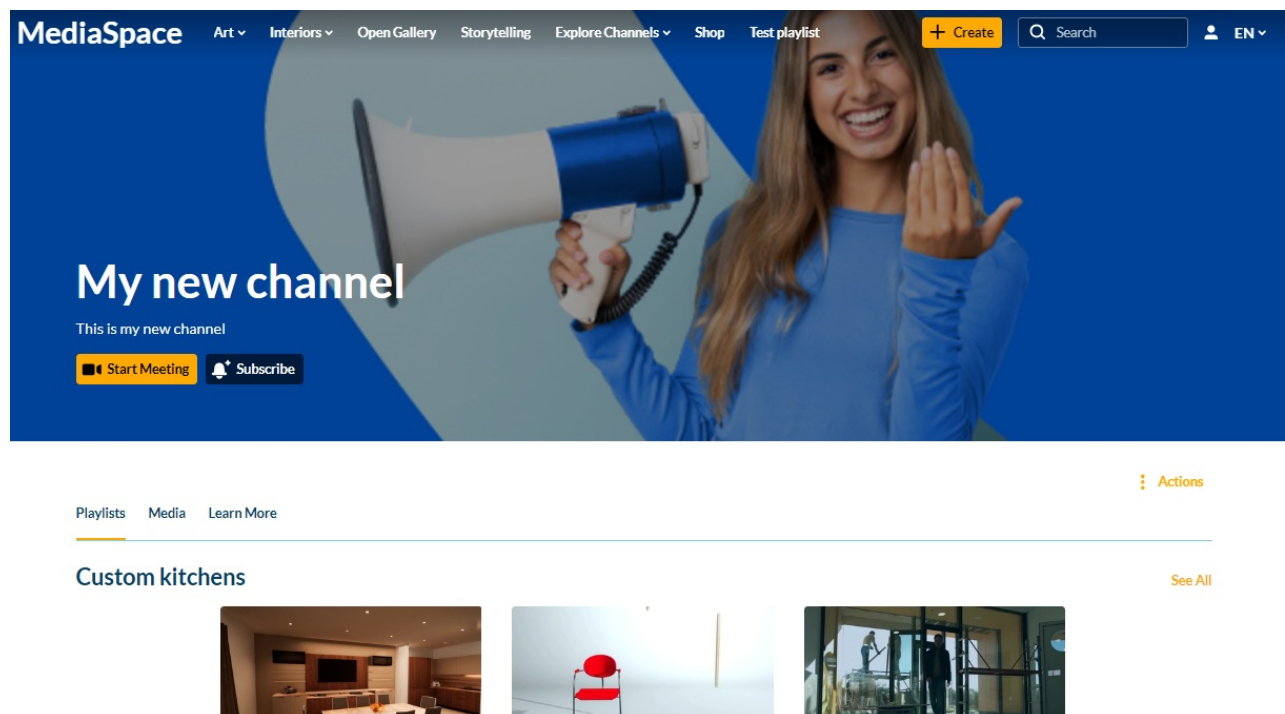 MediaSpace Art Interiors Open Gallery Storytelling Explore Channels Shop Test playlist + Create Search EN
My new channel
This is my new channel
Start Meeting Subscribe
Actions
Playlists Media Learn More
Custom kitchens See All